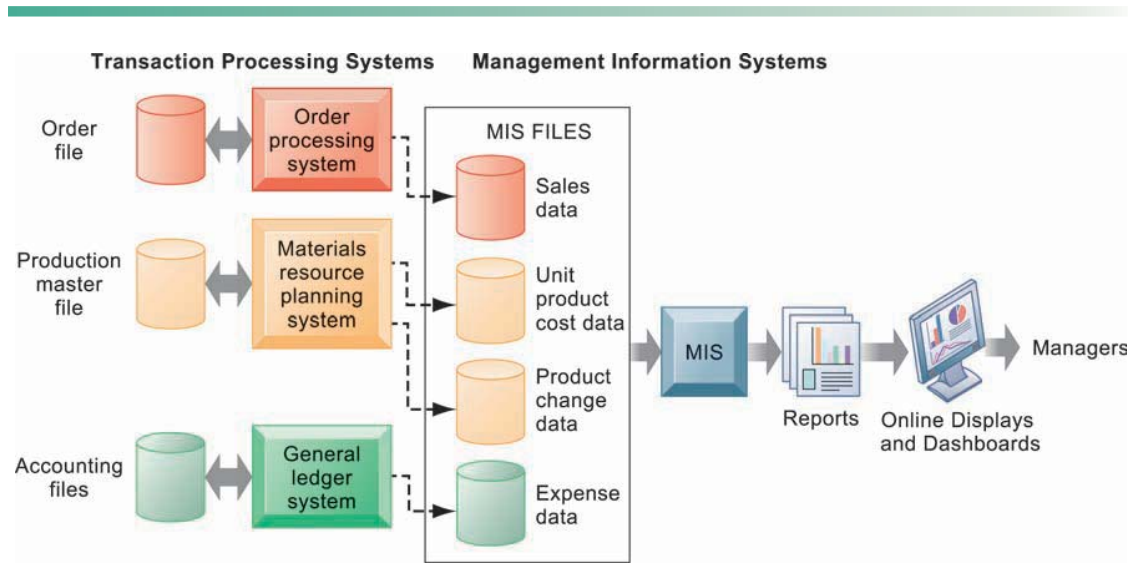 Transaction Processing Systems
Management Information Systems
Order
file
Order
processing
system
MIS FILES
Sales
data
Production
master
file
Materials
resource
planning
system
Unit
product
cost data
Product
change
data
MIS
Reports
Online Displays
and Dashboards
Managers
Accounting
files
General
ledger
system
Expense
data